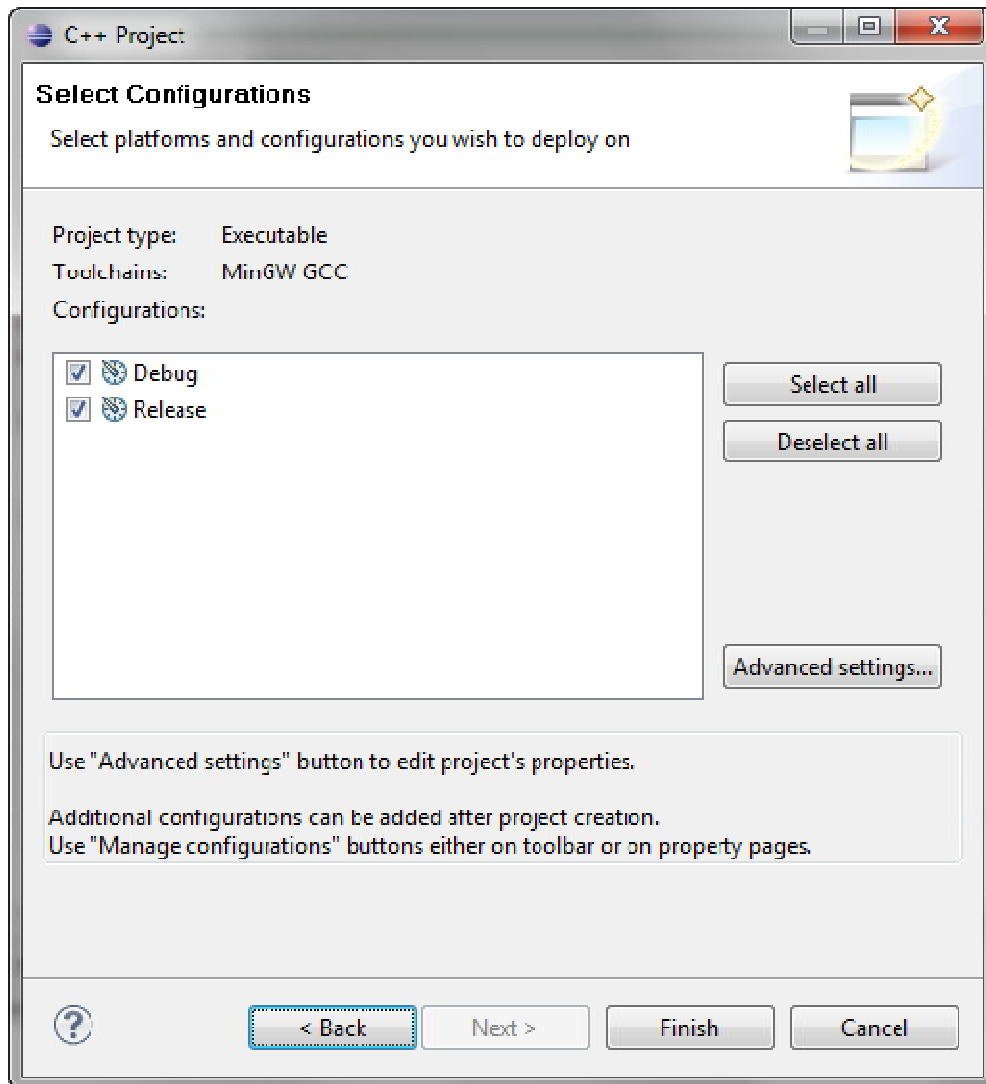 C++ Project
Select Configurations
Select platforms and configurations you wish to deploy on
Project type: Executable
Toolchains: MinGW GCC
Configurations:
Debug
Release
Select all
Deselect all
Advanced settings...
Use "Advanced settings" button to edit project's properties.
Additional configurations can be added after project creation.
Use "Manage configurations" buttons either on toolbar or on property pages.
?
< Back
Next >
Finish
Cancel